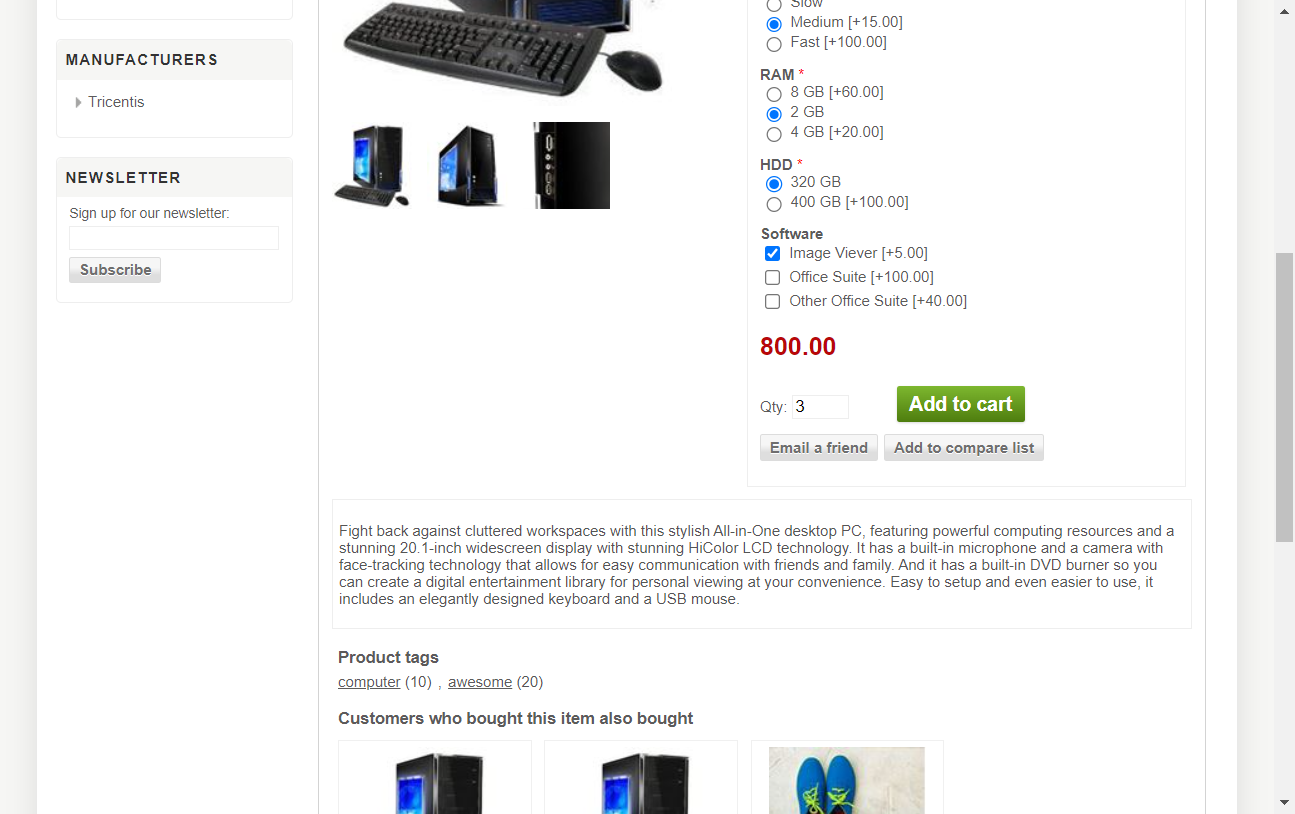 MANUFACTURERS
Tricentis
NEWSLETTER
Sign up for our newsletter:
Subscribe
Slow
Medium [+15.00]
Fast [+100.00]
RAM *
8 GB [+60.00]
2 GB
4 GB [+20.00]
HDD *
320 GB
400 GB [+100.00]
Software
Image Viever [+5.00]
Office Suite [+100.00]
Other Office Suite [+40.00]
800.00
Qty: 3
Add to cart
Email a friend
Add to compare list
Fight back against cluttered workspaces with this stylish All-in-One desktop PC, featuring powerful computing resources and a
stunning 20.1-inch widescreen display with stunning HiColor LCD technology. It has a built-in microphone and a camera with
face-tracking technology that allows for easy communication with friends and family. And it has a built-in DVD burner so you
can create a digital entertainment library for personal viewing at your convenience. Easy to setup and even easier to use, it
includes an elegantly designed keyboard and a USB mouse.
Product tags
computer (10) , awesome (20)
Customers who bought this item also bought